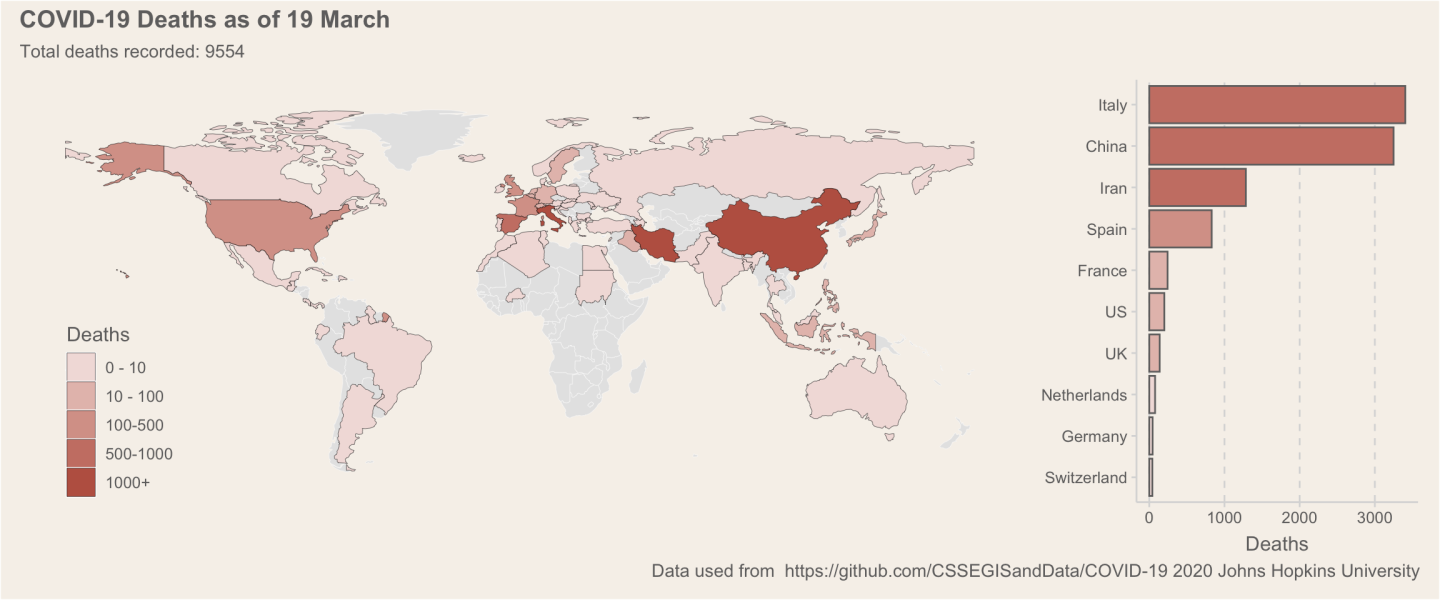 COVID-19 Deaths as of 19 March
Total deaths recorded: 9554
Deaths
0 - 10
10 - 100
100-500
500-1000
1000+
Italy
China
Iran
Spain
France
US
UK
Netherlands
Germany
Switzerland
0 1000 2000 3000
Deaths
Data used from  https://github.com/CSSEGISandData/COVID-19 2020 Johns Hopkins University